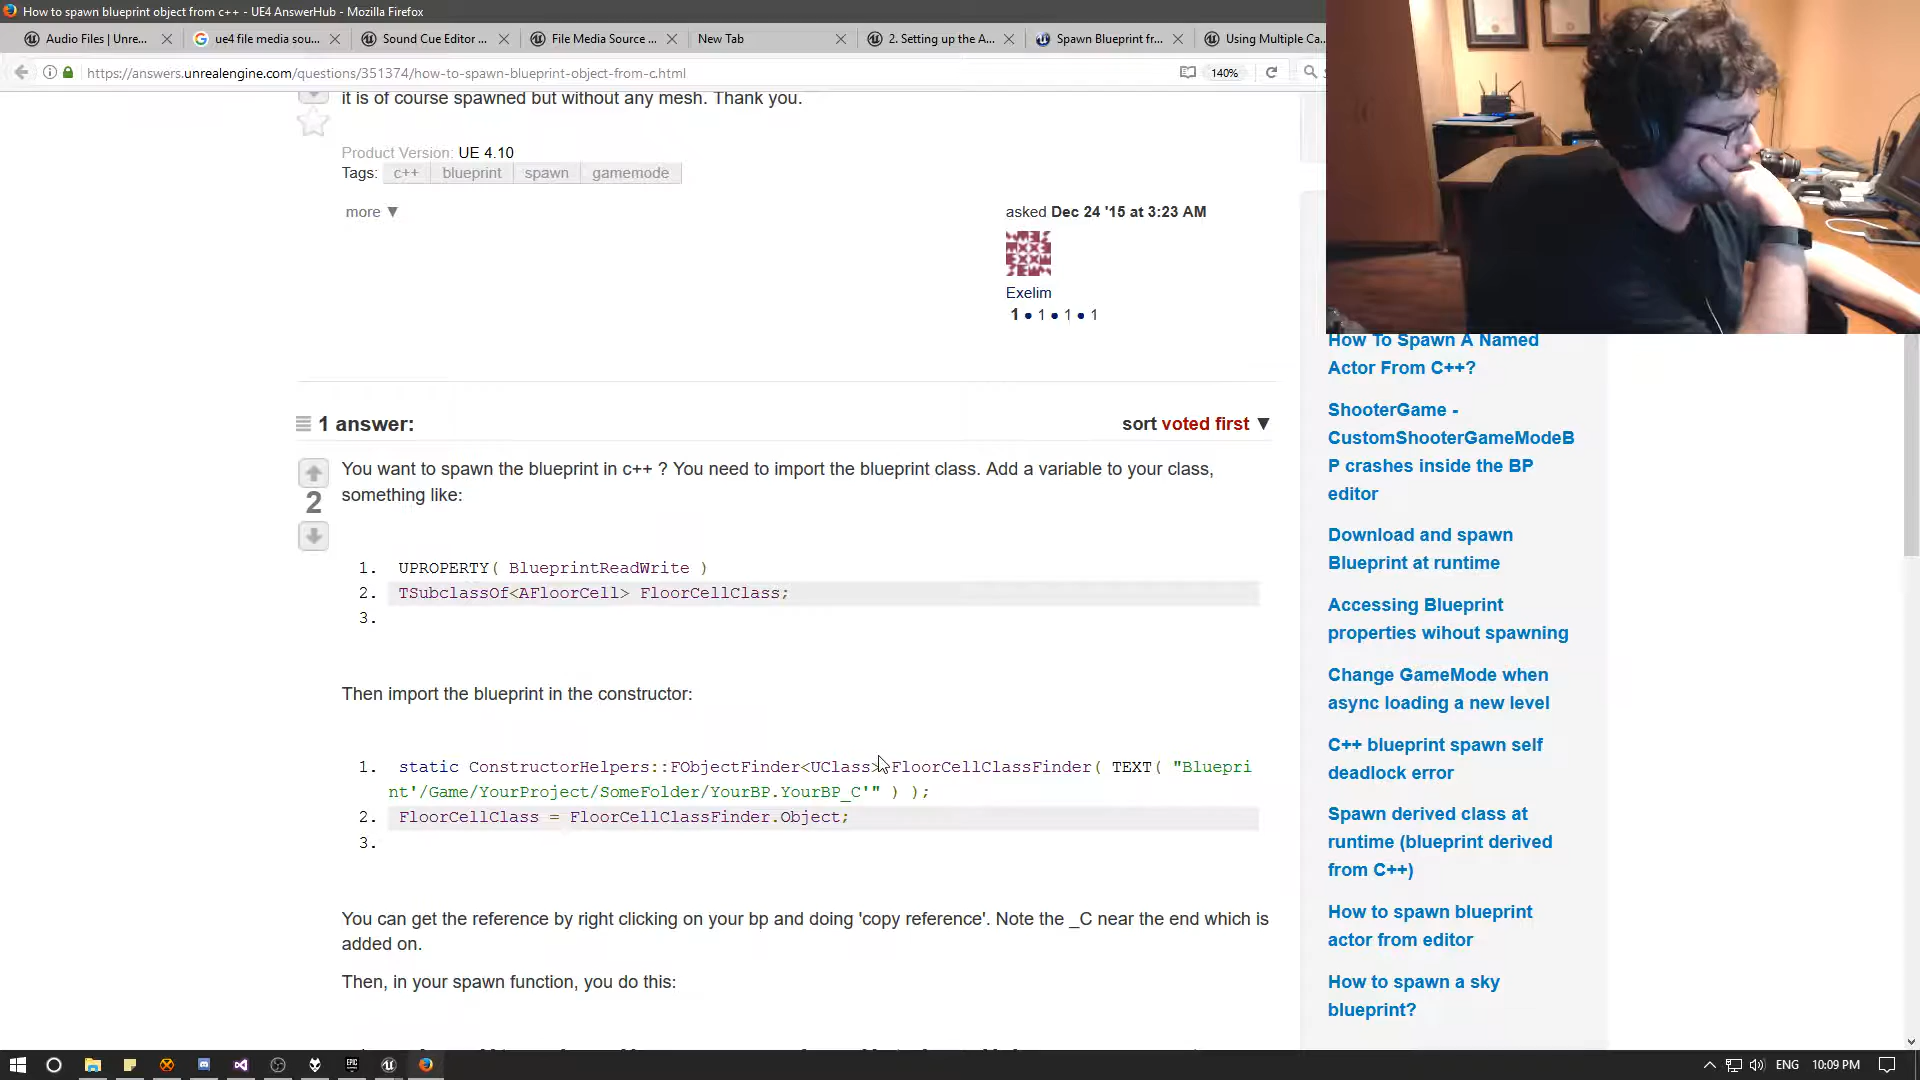 How to spawn blueprint object from c++ - UE4 AnswerHub - Mozilla Firefox
Audio Files | Unre...
ue4 file media sou...
Sound Cue Editor ...
File Media Source ...
New Tab
2. Setting up the A...
Spawn Blueprint fr...
Using Multiple Ca...
https://answers.unrealengine.com/questions/351374/how-to-spawn-blueprint-object-from-c.html
140%
it is of course spawned but without any mesh. Thank you.
Product Version: UE 4.10
Tags: c++ blueprint spawn gamemode
more ▼
asked Dec 24 '15 at 3:23 AM
Exelim
1 ● 1 ● 1 ● 1
1 answer:
sort voted first ▼
2
You want to spawn the blueprint in c++ ? You need to import the blueprint class. Add a variable to your class,
something like:
1. UPROPERTY( BlueprintReadWrite )
2. TSubclassOf<AFloorCell> FloorCellClass;
3.
Then import the blueprint in the constructor:
1. static ConstructorHelpers::FObjectFinder<UClass> FloorCellClassFinder( TEXT( "Bluepri
nt'/Game/YourProject/SomeFolder/YourBP.YourBP_C'" ) );
2. FloorCellClass = FloorCellClassFinder.Object;
3.
You can get the reference by right clicking on your bp and doing 'copy reference'. Note the _C near the end which is
added on.
Then, in your spawn function, you do this:
How To Spawn A Named
Actor From C++?
ShooterGame -
CustomShooterGameModeB
P crashes inside the BP
editor
Download and spawn
Blueprint at runtime
Accessing Blueprint
properties wihout spawning
Change GameMode when
async loading a new level
C++ blueprint spawn self
deadlock error
Spawn derived class at
runtime (blueprint derived
from C++)
How to spawn blueprint
actor from editor
How to spawn a sky
blueprint?
ENG
10:09 PM